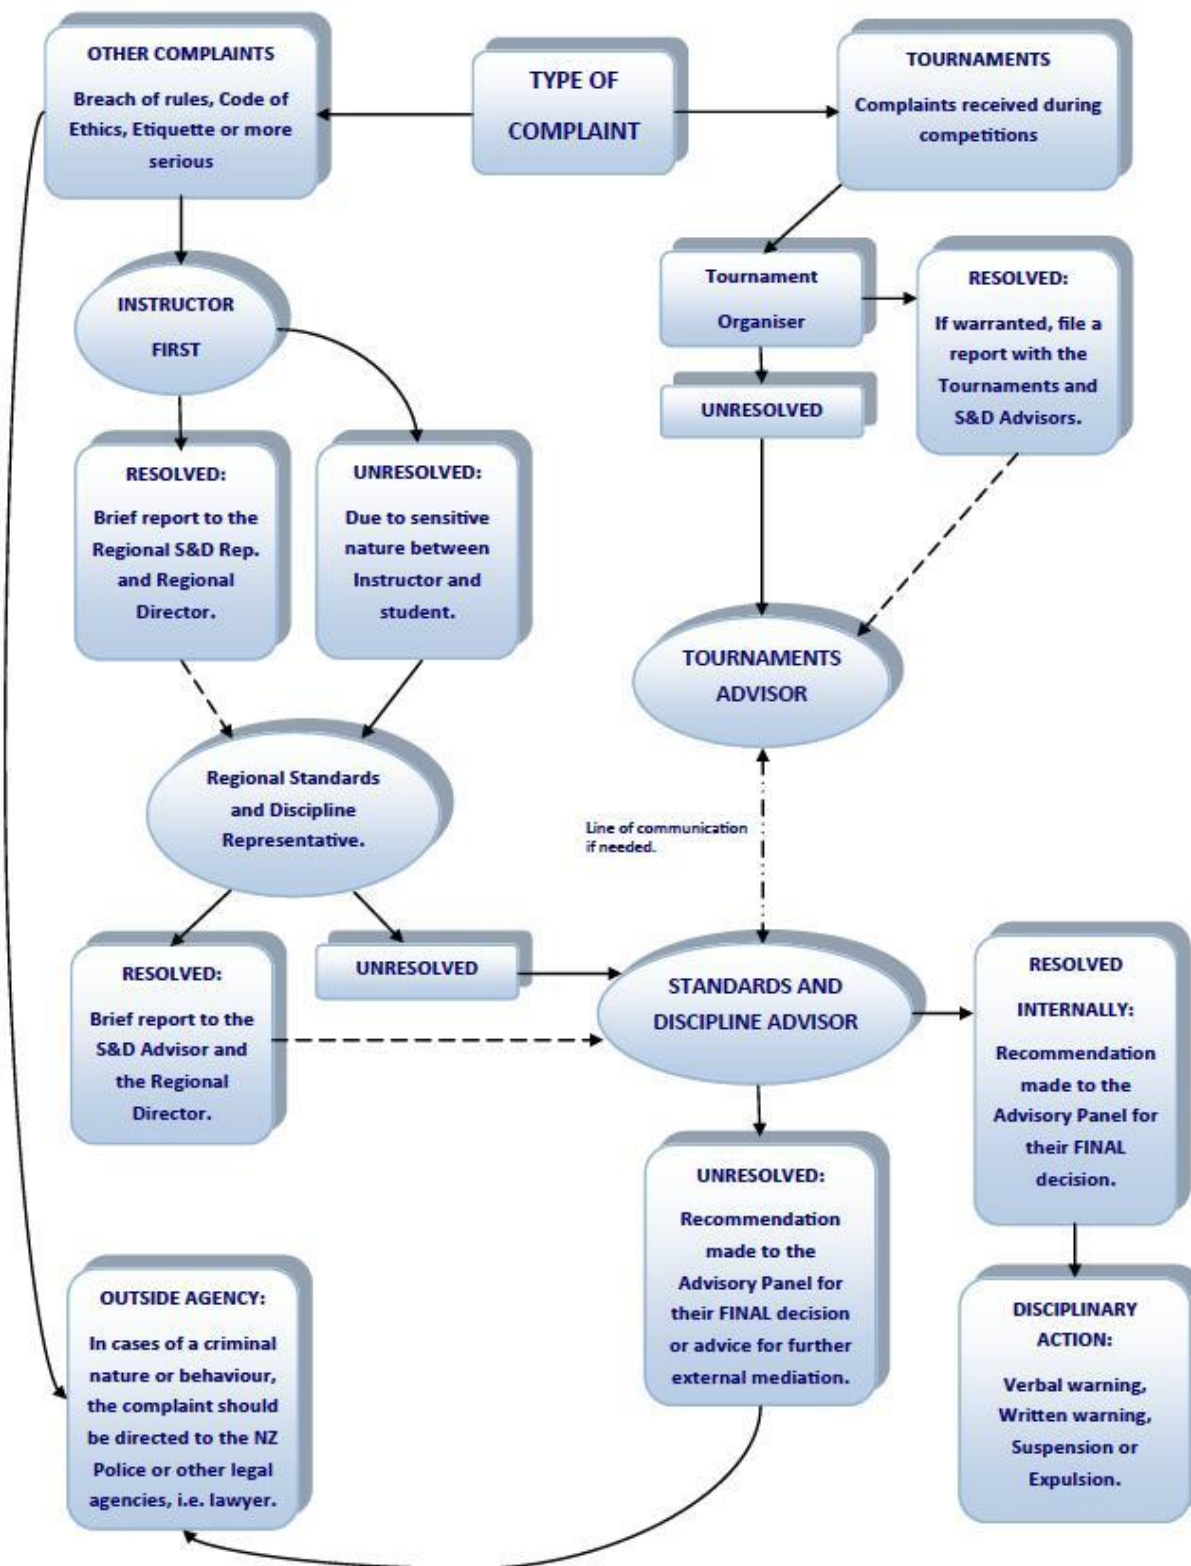 OTHER COMPLAINTS
Breach of rules, Code of
Ethics, Etiquette or more
serious
TYPE OF
COMPLAINT
TOURNAMENTS
Complaints received during
competitions
INSTRUCTOR
FIRST
Tournament
Organiser
RESOLVED:
If warranted, file a
report with the
Tournaments and
S&D Advisors.
UNRESOLVED
RESOLVED:
Brief report to the
Regional S&D Rep.
and Regional
Director.
UNRESOLVED:
Due to sensitive
nature between
Instructor and
student.
TOURNAMENTS
ADVISOR
Regional Standards
and Discipline
Representative.
Line of communication
if needed.
RESOLVED:
Brief report to the
S&D Advisor and
the Regional
Director.
UNRESOLVED
STANDARDS AND
DISCIPLINE ADVISOR
RESOLVED
INTERNALLY:
Recommendation
made to the
Advisory Panel for
their FINAL
decision.
UNRESOLVED:
Recommendation
made to the
Advisory Panel for
their FINAL decision
or advice for further
external mediation.
OUTSIDE AGENCY:
In cases of a criminal
nature or behaviour,
the complaint should
be directed to the NZ
Police or other legal
agencies, i.e. lawyer.
DISCIPLINARY
ACTION:
Verbal warning,
Written warning,
Suspension or
Expulsion.